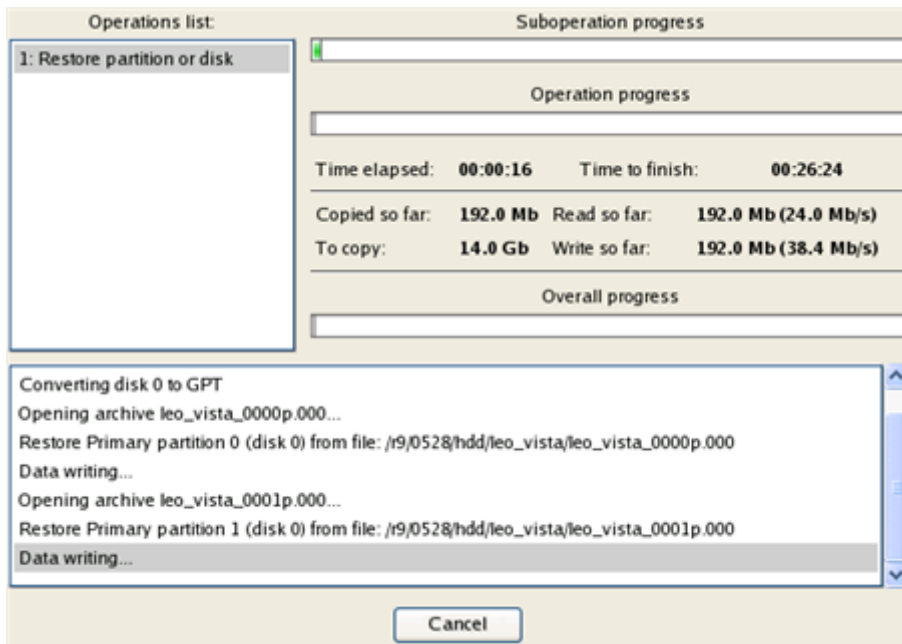 Operations list:
1: Restore partition or disk
Suboperation progress
Operation progress
Time elapsed: 00:00:16 Time to finish: 00:26:24
Copied so far: 192.0 Mb Read so far: 192.0 Mb (24.0 Mb/s)
To copy: 14.0 Gb Write so far: 192.0 Mb (38.4 Mb/s)
Overall progress
Converting disk 0 to GPT
Opening archive leo_vista_0000p.000...
Restore Primary partition 0 (disk 0) from file: /r9/0528/hdd/leo_vista/leo_vista_0000p.000
Data writing...
Opening archive leo_vista_0001p.000...
Restore Primary partition 1 (disk 0) from file: /r9/0528/hdd/leo_vista/leo_vista_0001p.000
Data writing...
Cancel